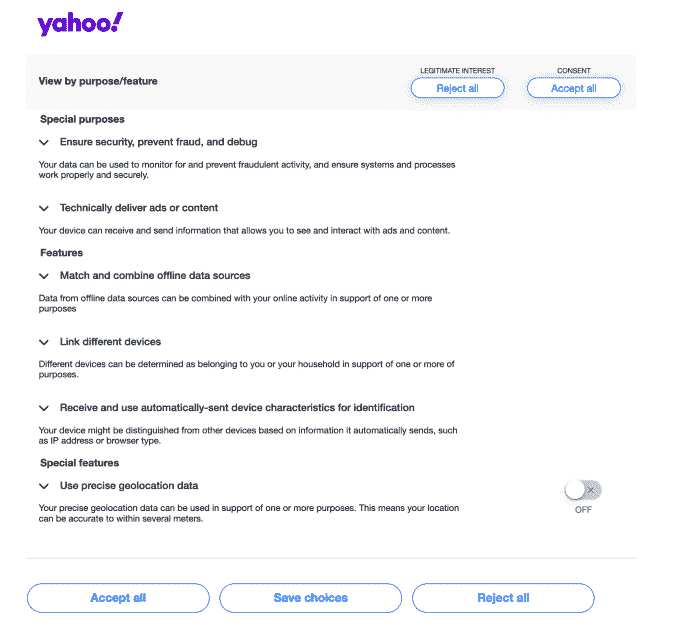 yahoo!
LEGITIMATE INTEREST
CONSENT
View by purpose/feature
Reject all
Accept all
Special purposes
Ensure security, prevent fraud, and debug
Your data can be used to monitor for and prevent fraudulent activity, and ensure systems and processes
work properly and securely.
Technically deliver ads or content
Your device can receive and send information that allows you to see and interact with ads and content.
Features
Match and combine offline data sources
Data from offline data sources can be combined with your online activity in support of one or more
purposes
Link different devices
Different devices can be determined as belonging to you or your household in support of one or more of
purposes.
Receive and use automatically-sent device characteristics for identification
Your device might be distinguished from other devices based on information it automatically sends, such
as IP address or browser type.
Special features
Use precise geolocation data
Your precise geolocation data can be used in support of one or more purposes. This means your location
can be accurate to within several meters.
OFF
Accept all
Save choices
Reject all